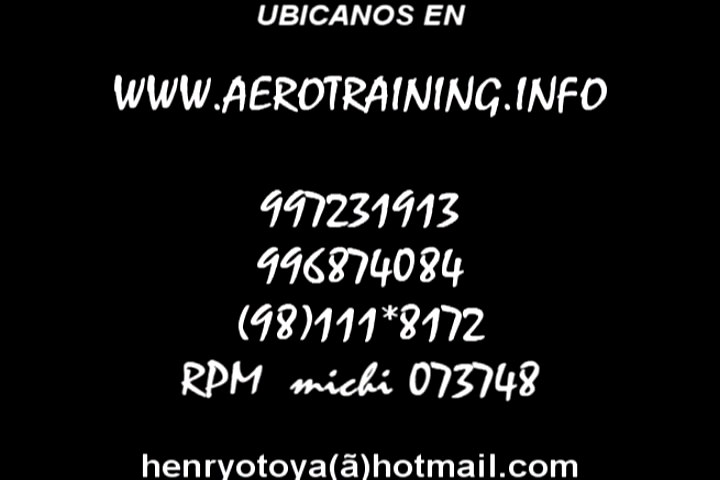 UBICANOS EN
WWW.AEROTRAINING.INFO
997231913
996874084
(98)111*8172
RPM michi 073748
henryotoya(ã)hotmail.com